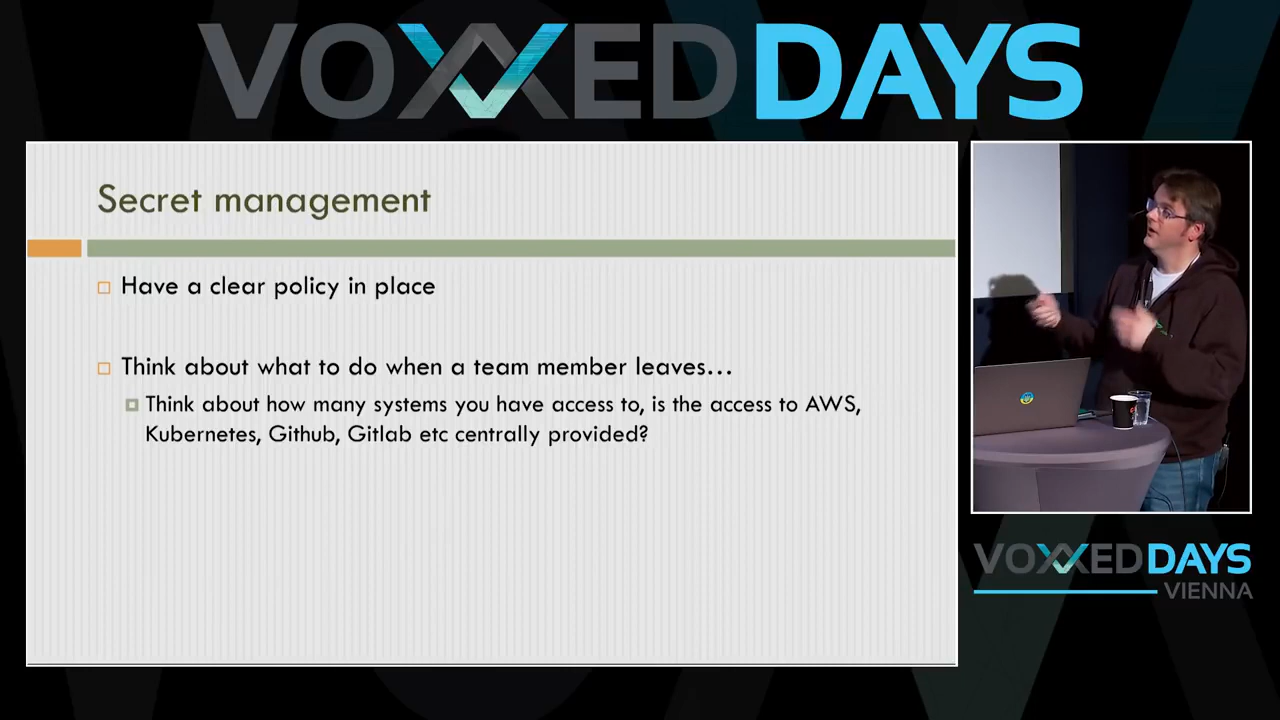 VOXXED DAYS
Secret management
Have a clear policy in place
Think about what to do when a team member leaves…
Think about how many systems you have access to, is the access to AWS,
Kubernetes, Github, Gitlab etc centrally provided?
VOXXED DAYS
VIENNA